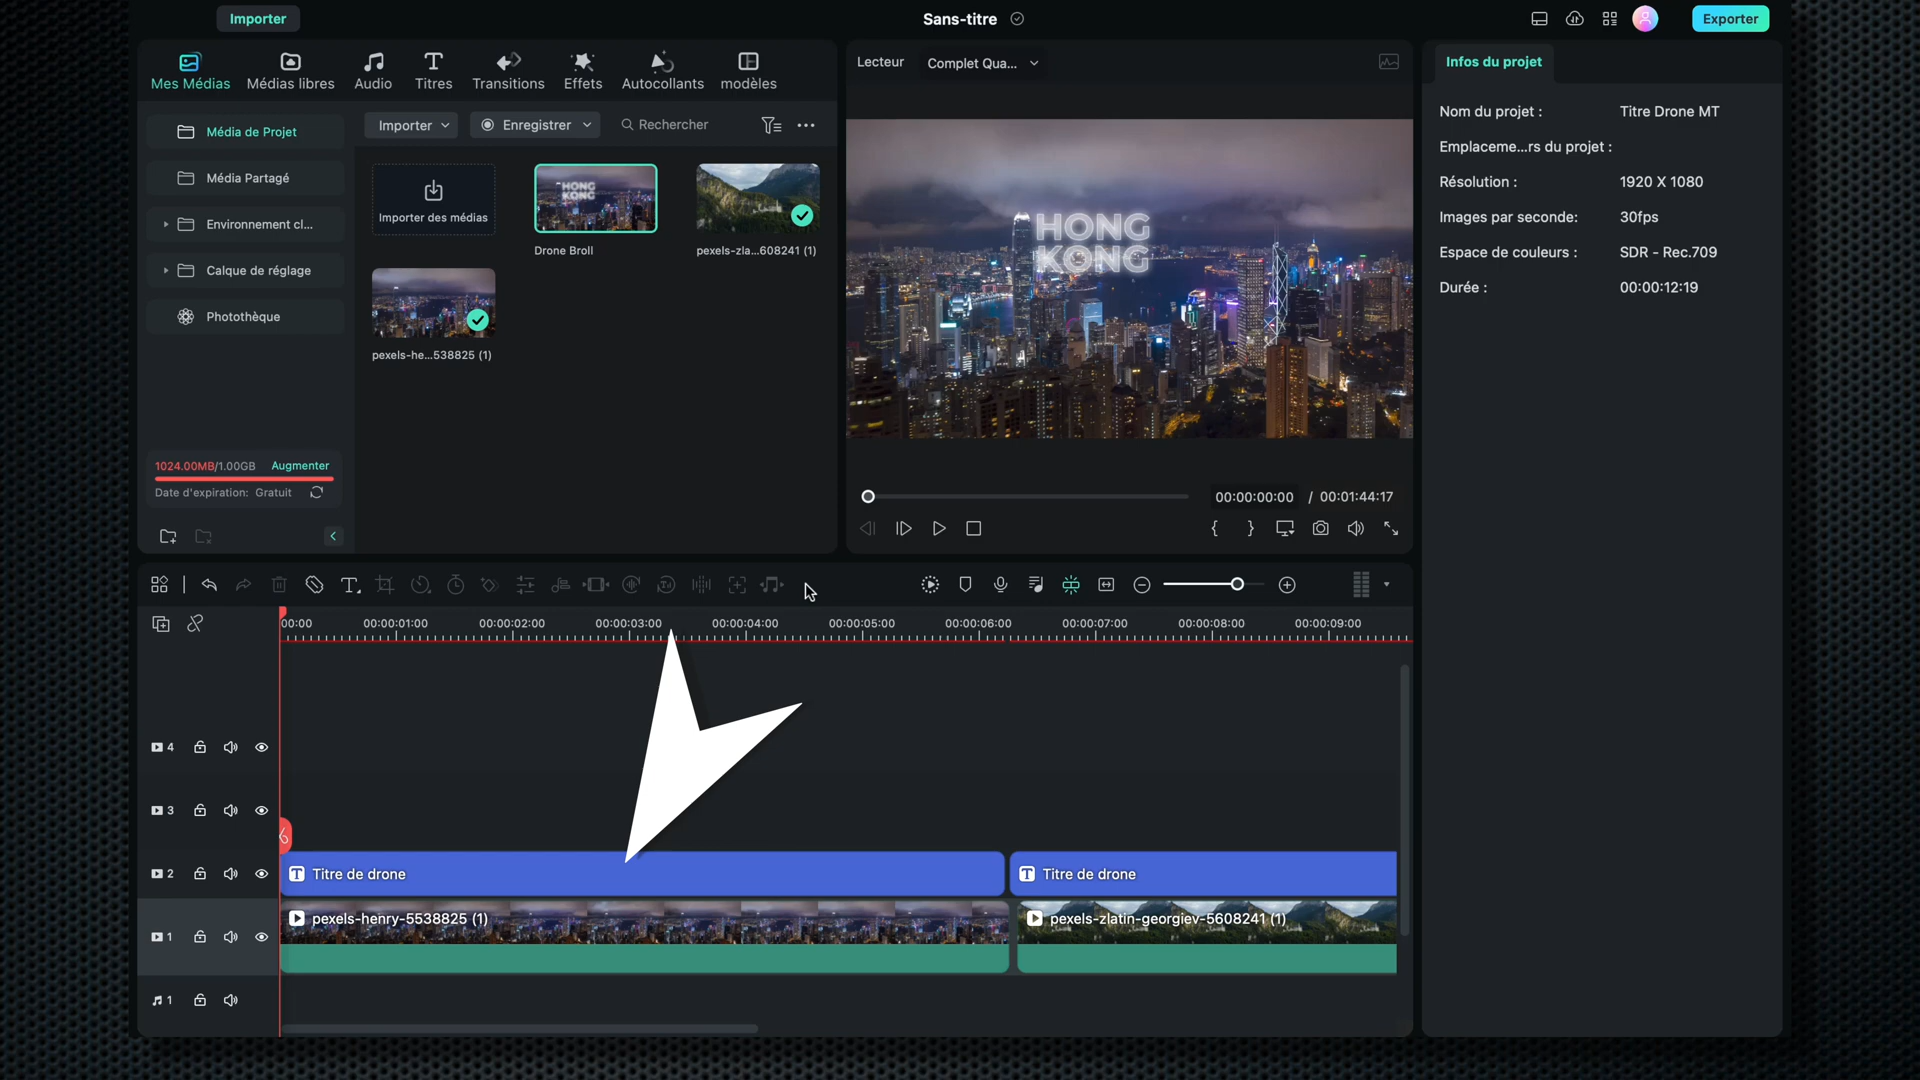 Importer
Sans-titre
Exporter
Mes Médias
Médias libres
Audio
Titres
Transitions
Effets
Autocollants
modèles
Média de Projet
Média Partagé
Environnement cl...
Calque de réglage
Photothèque
1024.00MB/1.00GB
Augmenter
Date d'expiration: Gratuit
Importer
Enregistrer
Rechercher
Importer des médias
HONG
KONG
Drone Broll
pexels-zla...608241 (1)
pexels-he...538825 (1)
Lecteur
Complet Qua...
HONG
KONG
00:00:00:00 / 00:01:44:17
Infos du projet
Nom du projet : Titre Drone MT
Emplaceme...rs du projet :
Résolution : 1920 X 1080
Images par seconde: 30fps
Espace de couleurs : SDR - Rec.709
Durée : 00:00:12:19
00:00 00:00:01:00 00:00:02:00 00:00:03:00 00:00:04:00 00:00:05:00 00:00:06:00 00:00:07:00 00:00:08:00 00:00:09:00
4
3
2
T Titre de drone
T Titre de drone
1
pexels-henry-5538825 (1)
pexels-zlatin-georgiev-5608241 (1)
1